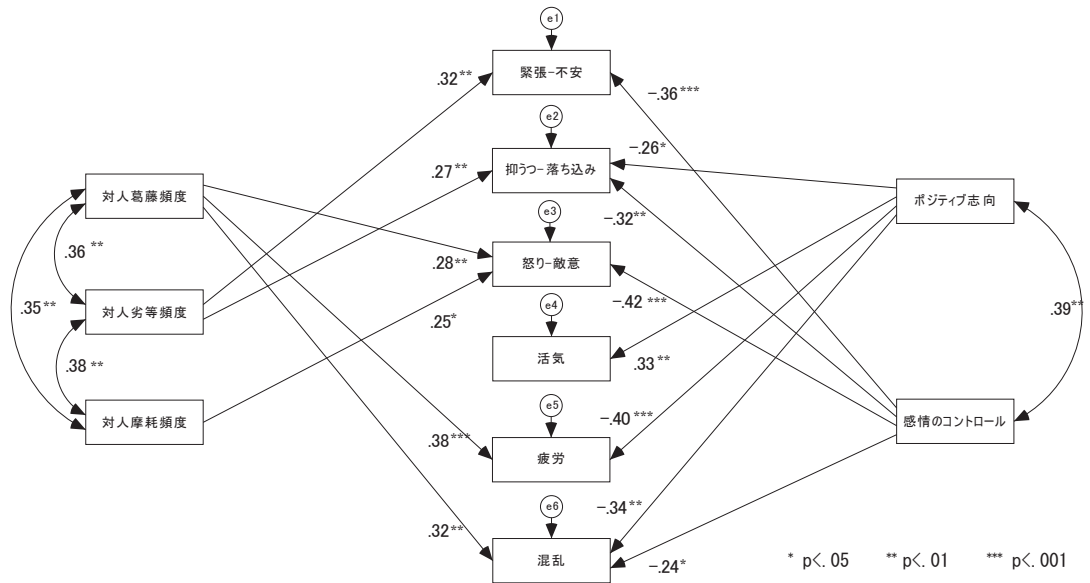 e1
緊張-不安
.32**
-.36***
e2
-.26*
抑うつ-落ち込み
.27**
対人葛藤頻度
ポジティブ志向
e3
-.32**
.36**
怒り-敵意
.28**
-.42***
e4
.35**
対人劣等頻度
.25*
.39**
活気
.33**
.38**
e5
-.40***
対人摩耗頻度
感情のコントロール
.38***
疲労
e6
-.34**
.32**
混乱
-.24*
* p<.05 ** p<.01 *** p<.001